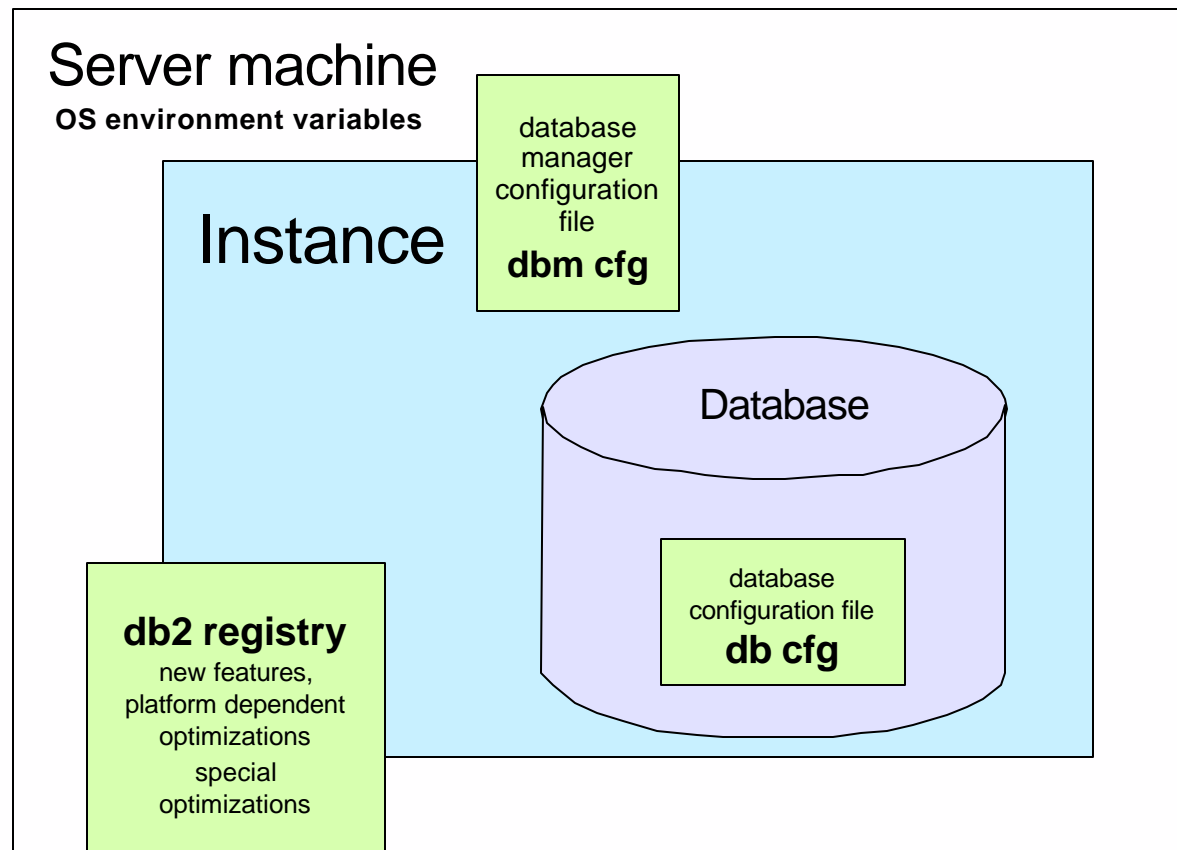 Server machine
OS environment variables
database
manager
configuration
file
dbm cfg
Instance
Database
database
configuration file
db cfg
db2 registry
new features,
platform dependent
optimizations
special
optimizations